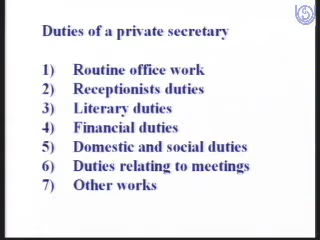 Duties of a private secretary
1) Routine office work
2) Receptionists duties
3) Literary duties
4) Financial duties
5) Domestic and social duties
6) Duties relating to meetings
7) Other works